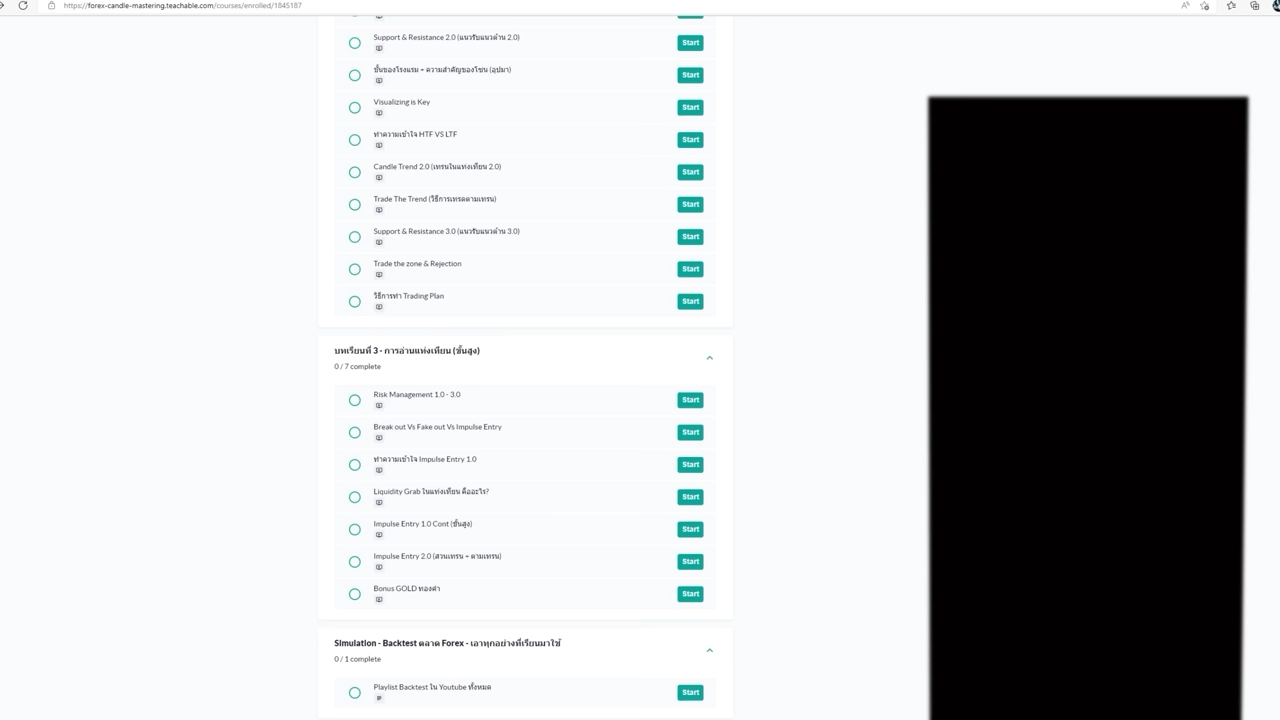 https://forex-candle-mastering.teachable.com/courses/enrolled/1845187
Support & Resistance 2.0 (แนวรับแนวต้าน 2.0)
Start
ชั้นของโรงแรม + ความสำคัญของโซน (อุปมา)
Start
Visualizing is Key
Start
ทำความเข้าใจ HTF VS LTF
Start
Candle Trend 2.0 (เทรนในแท่งเทียน 2.0)
Start
Trade The Trend (วิธีการเทรดตามเทรน)
Start
Support & Resistance 3.0 (แนวรับแนวต้าน 3.0)
Start
Trade the zone & Rejection
Start
วิธีการทำ Trading Plan
Start
บทเรียนที่ 3 - การอ่านแท่งเทียน (ขั้นสูง)
0 / 7 complete
Risk Management 1.0 - 3.0
Start
Break out Vs Fake out Vs Impulse Entry
Start
ทำความเข้าใจ Impulse Entry 1.0
Start
Liquidity Grab ในแท่งเทียน คืออะไร?
Start
Impulse Entry 1.0 Cont (ขั้นสูง)
Start
Impulse Entry 2.0 (สวนเทรน + ตามเทรน)
Start
Bonus GOLD ทองคำ
Start
Simulation - Backtest ตลาด Forex - เอาทุกอย่างที่เรียนมาใช้
0 / 1 complete
Playlist Backtest ใน Youtube ทั้งหมด
Start